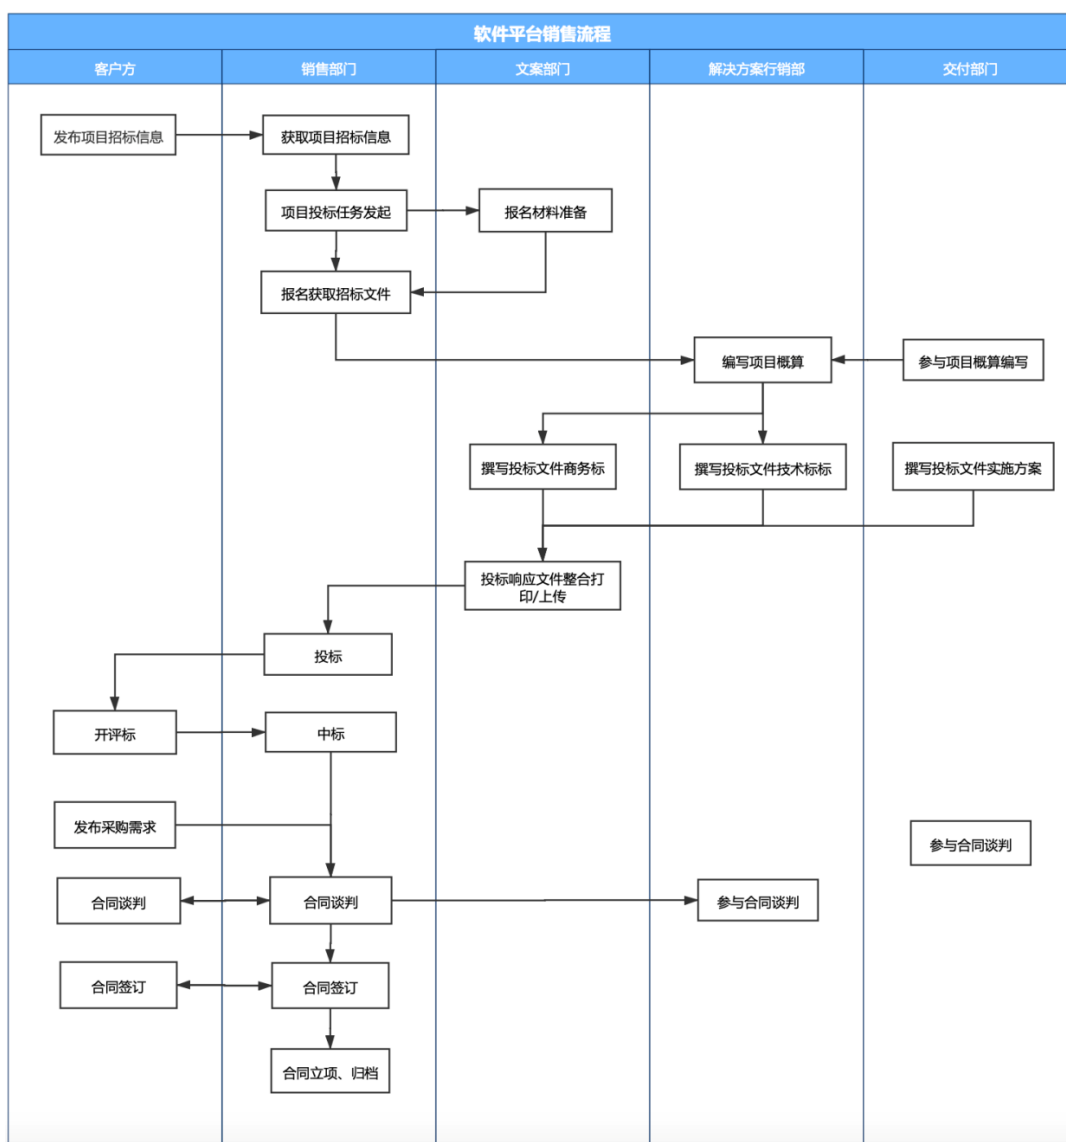 软件平台销售流程
客户方
销售部门
文案部门
解决方案行销部
交付部门
发布项目招标信息
获取项目招标信息
项目投标任务发起
报名材料准备
报名获取招标文件
编写项目概算
参与项目概算编写
撰写投标文件商务标
撰写投标文件技术标标
撰写投标文件实施方案
投标响应文件整合打
印/上传
投标
开评标
中标
发布采购需求
参与合同谈判
合同谈判
合同谈判
参与合同谈判
合同签订
合同签订
合同立项、归档